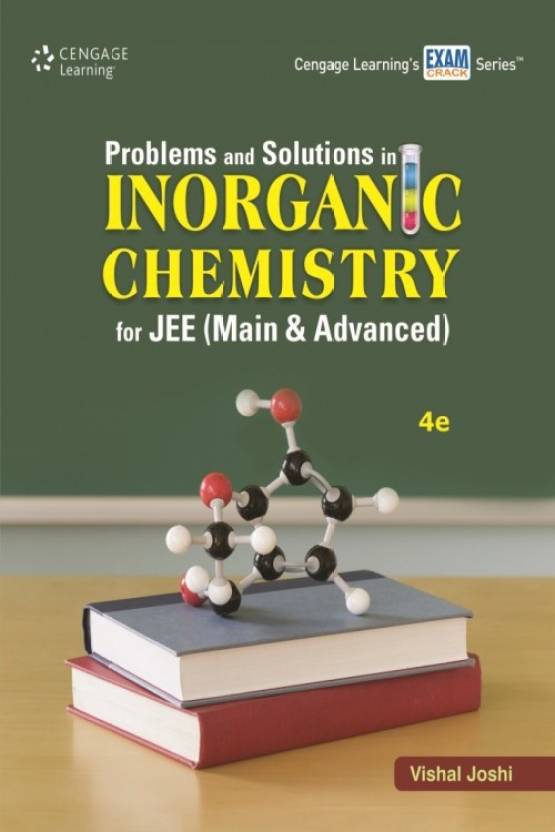 CENGAGE
Learning
Cengage Learning's EXAM CRACK Series™
Problems and Solutions in
INORGANIC
CHEMISTRY
for JEE (Main & Advanced)
4e
Vishal Joshi